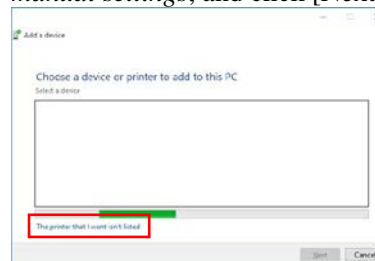 manual settings, and click [Next
Add a device
Choose a device or printer to add to this PC
Select a device
The printer that I want isn't listed
Next Cancel